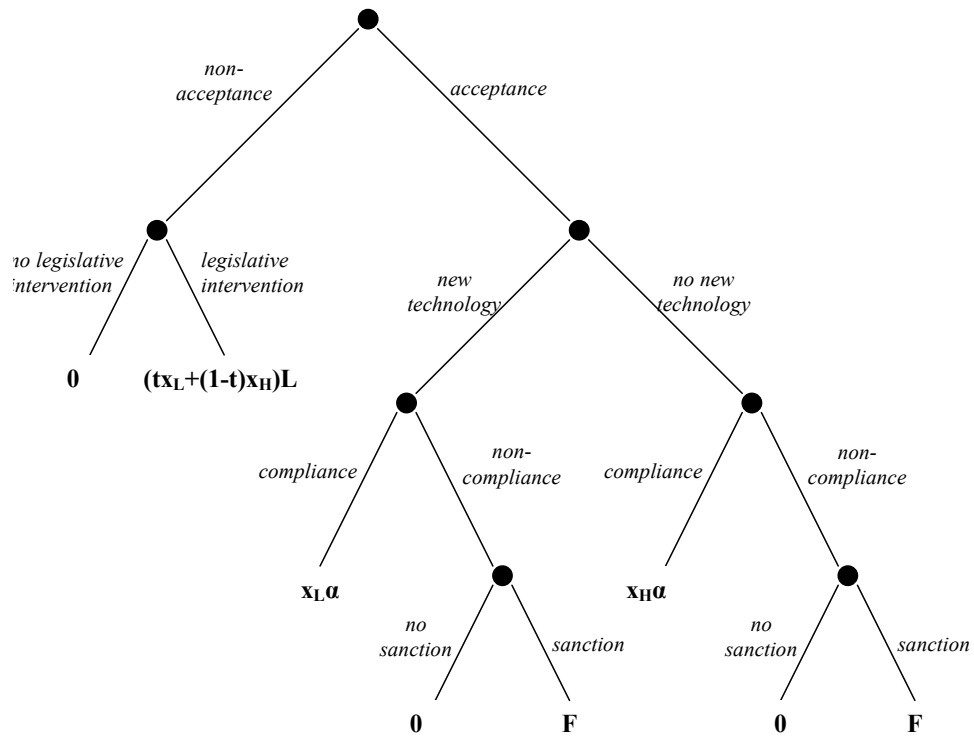 non-
acceptance
acceptance
no legislative
intervention
legislative
intervention
new
technology
no new
technology
0
(tx_L+(1-t)x_H)L
compliance
non-
compliance
compliance
non-
compliance
x_Lα
x_Hα
no
sanction
sanction
no
sanction
sanction
0
F
0
F